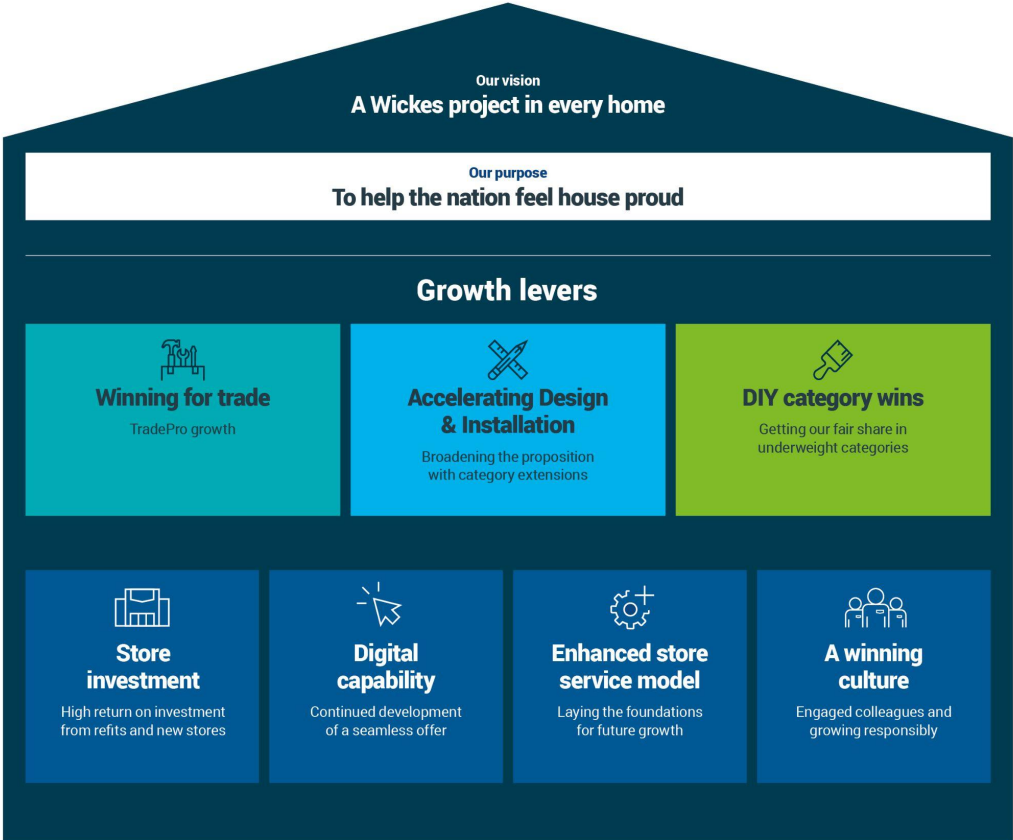 Our vision
A Wickes project in every home
Our purpose
To help the nation feel house proud
Growth levers
Winning for trade
TradePro growth
Accelerating Design
& Installation
Broadening the proposition
with category extensions
DIY category wins
Getting our fair share in
underweight categories
Store
investment
High return on investment
from refits and new stores
Digital
capability
Continued development
of a seamless offer
Enhanced store
service model
Laying the foundations
for future growth
A winning
culture
Engaged colleagues and
growing responsibly